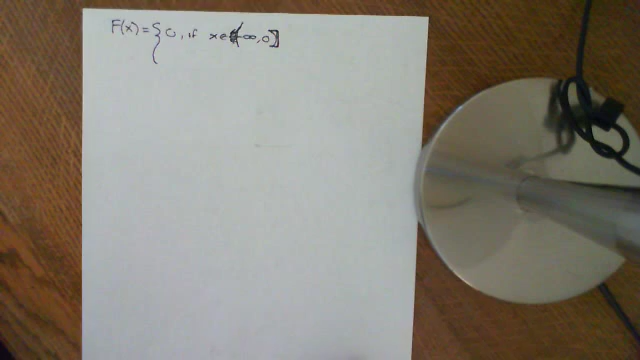 F(x) = { 0, if x ∈ (-∞, 0]